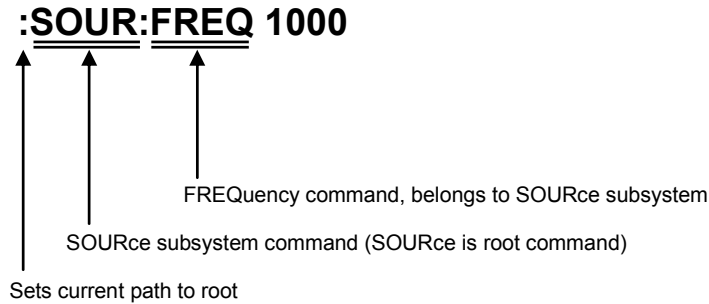 :SOUR:FREQ 1000
FREQuency command, belongs to SOURce subsystem
SOURce subsystem command (SOURce is root command)
Sets current path to root